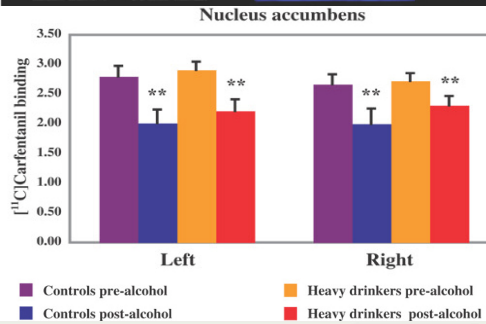 Nucleus accumbens
[¹¹C]Carfentanil binding
3.50
3.00
2.50
2.00
1.50
1.00
0.50
0.00
**
**
**
**
Left
Right
Controls pre-alcohol
Heavy drinkers pre-alcohol
Controls post-alcohol
Heavy drinkers post-alcohol